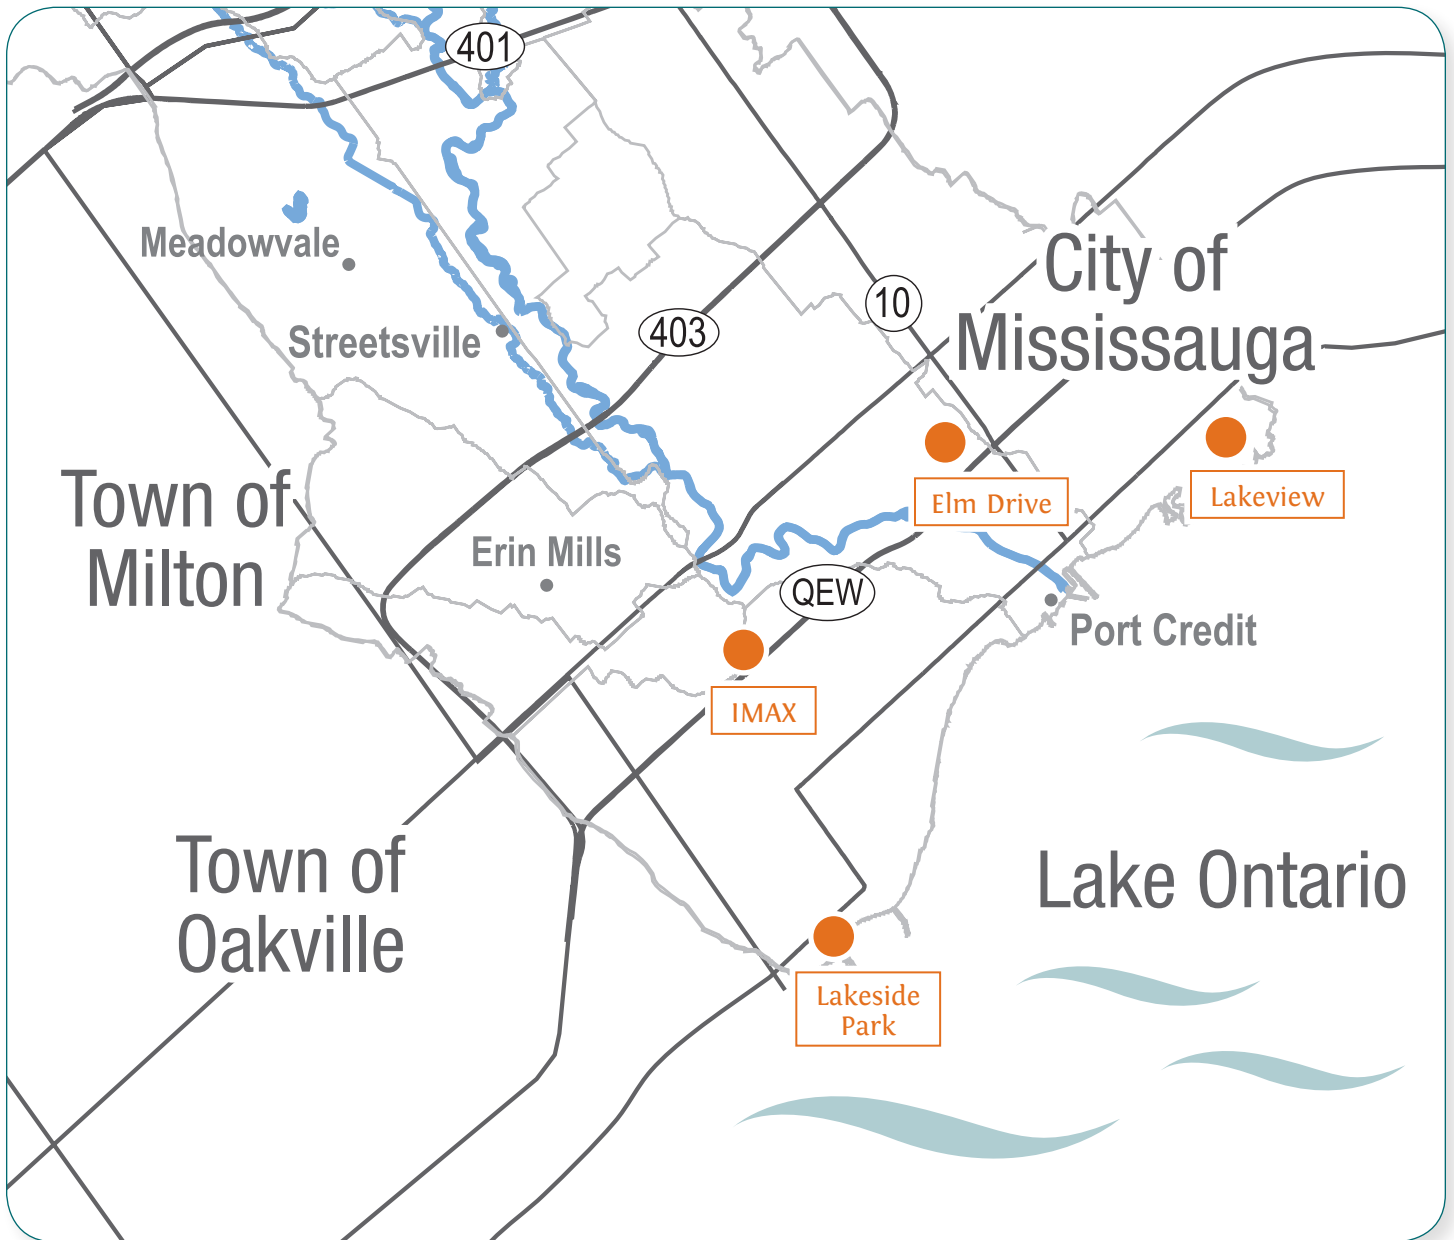 401
Meadowvale
City of
Mississauga
10
403
Streetsville
Town of
Milton
Elm Drive
Lakeview
Erin Mills
QEW
Port Credit
IMAX
Town of
Oakville
Lake Ontario
Lakeside
Park